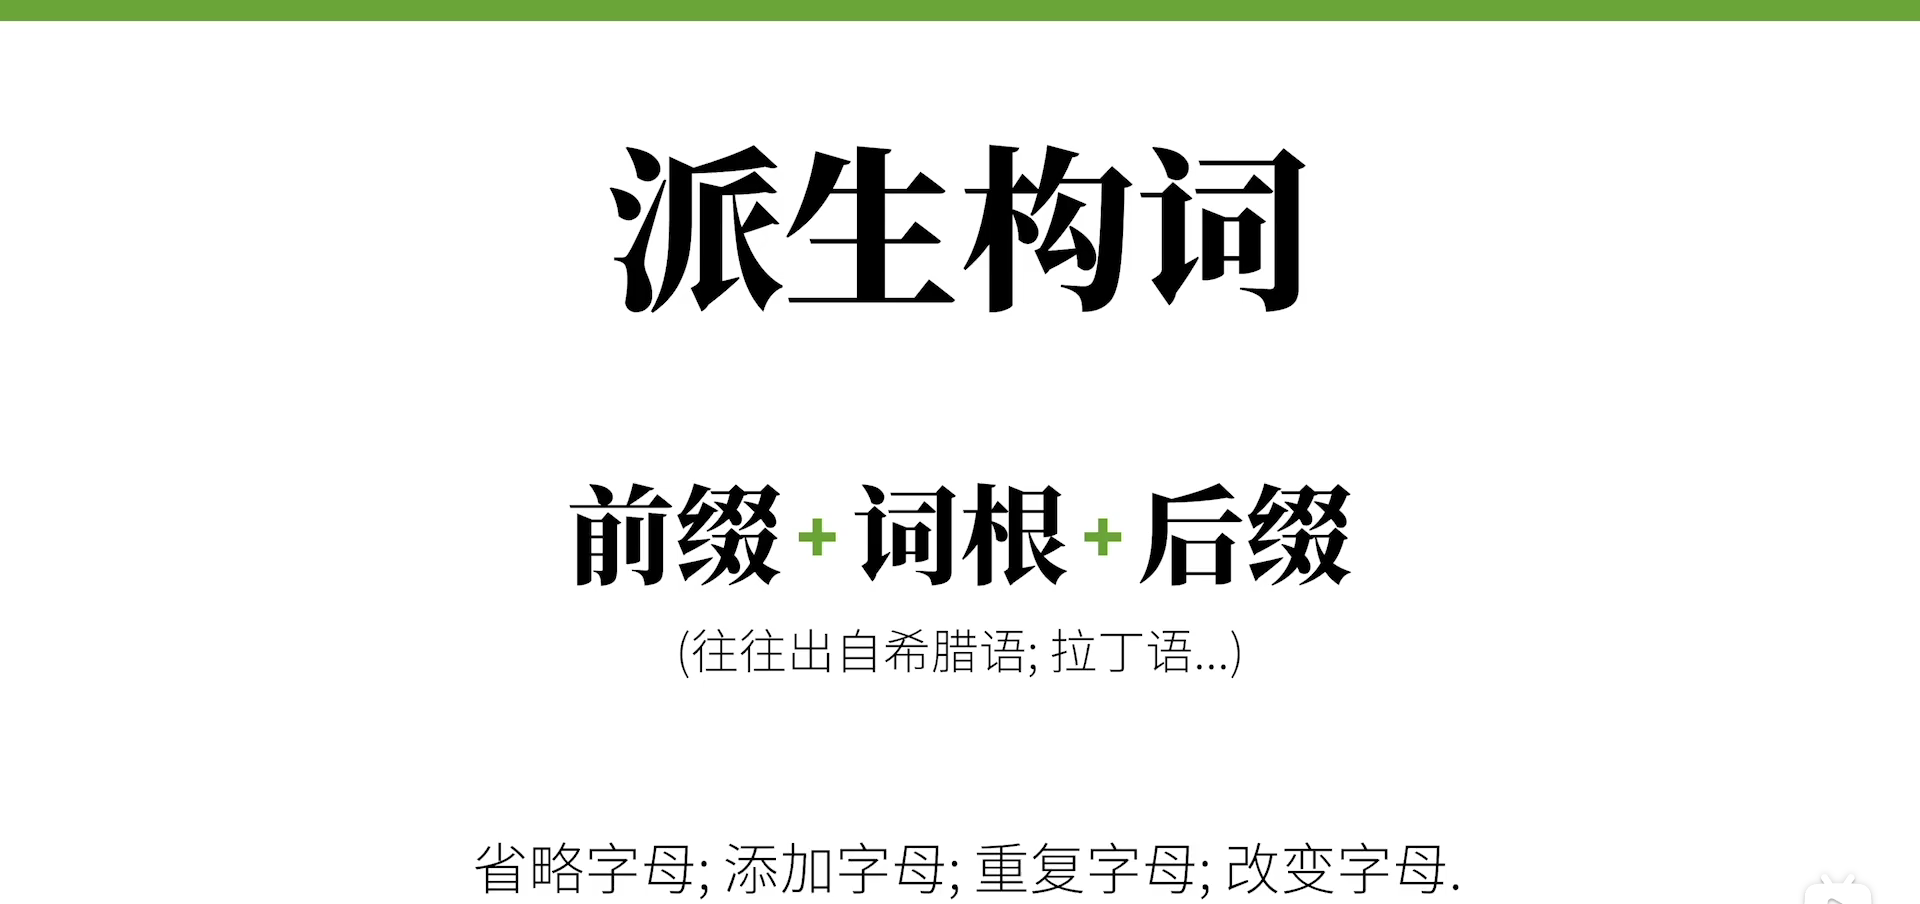 派生构词
前缀 + 词根 + 后缀
(往往出自希腊语; 拉丁语...)
省略字母; 添加字母; 重复字母; 改变字母.